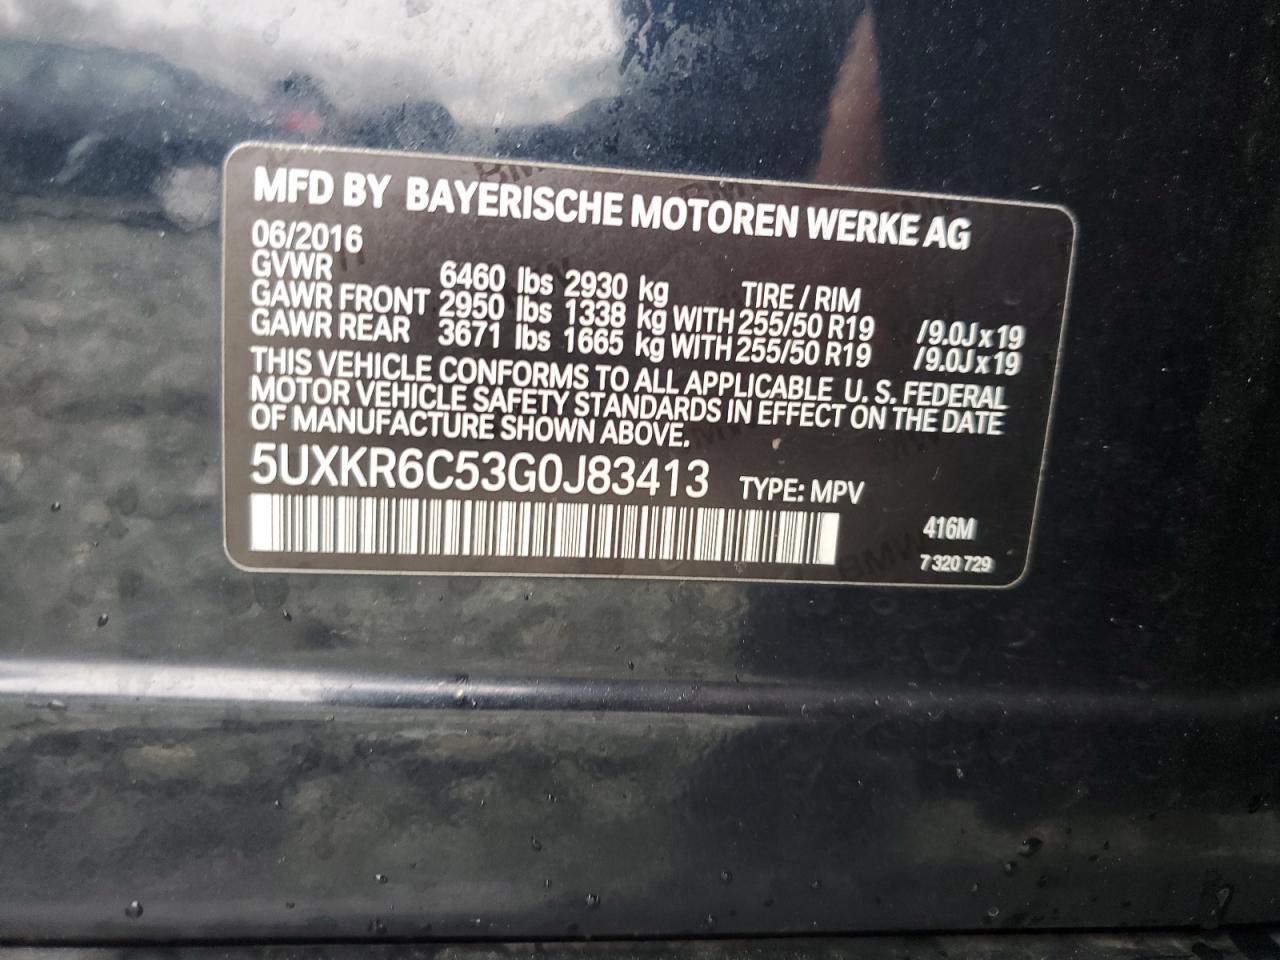 MFD BY BAYERISCHE MOTOREN WERKE AG
06/2016
GVWR 6460 lbs 2930 kg TIRE / RIM
GAWR FRONT 2950 lbs 1338 kg WITH 255/50 R19 /9.0J x 19
GAWR REAR 3671 lbs 1665 kg WITH 255/50 R19 /9.0J x 19
THIS VEHICLE CONFORMS TO ALL APPLICABLE U. S. FEDERAL
MOTOR VEHICLE SAFETY STANDARDS IN EFFECT ON THE DATE
OF MANUFACTURE SHOWN ABOVE.
5UXKR6C53G0J83413 TYPE: MPV
416M
7 320 729